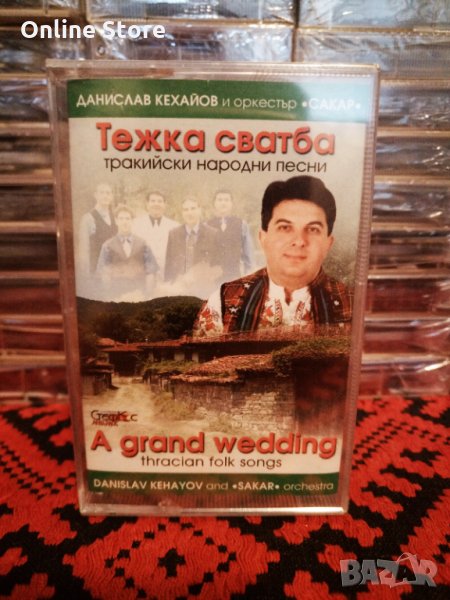 Online Store
ДАНИСЛАВ КЕХАЙОВ и оркестър •САКАР•
Тежка сватба
тракийски народни песни
A grand wedding
thracian folk songs
DANISLAV KEHAYOV and •SAKAR• orchestra
BAZAR